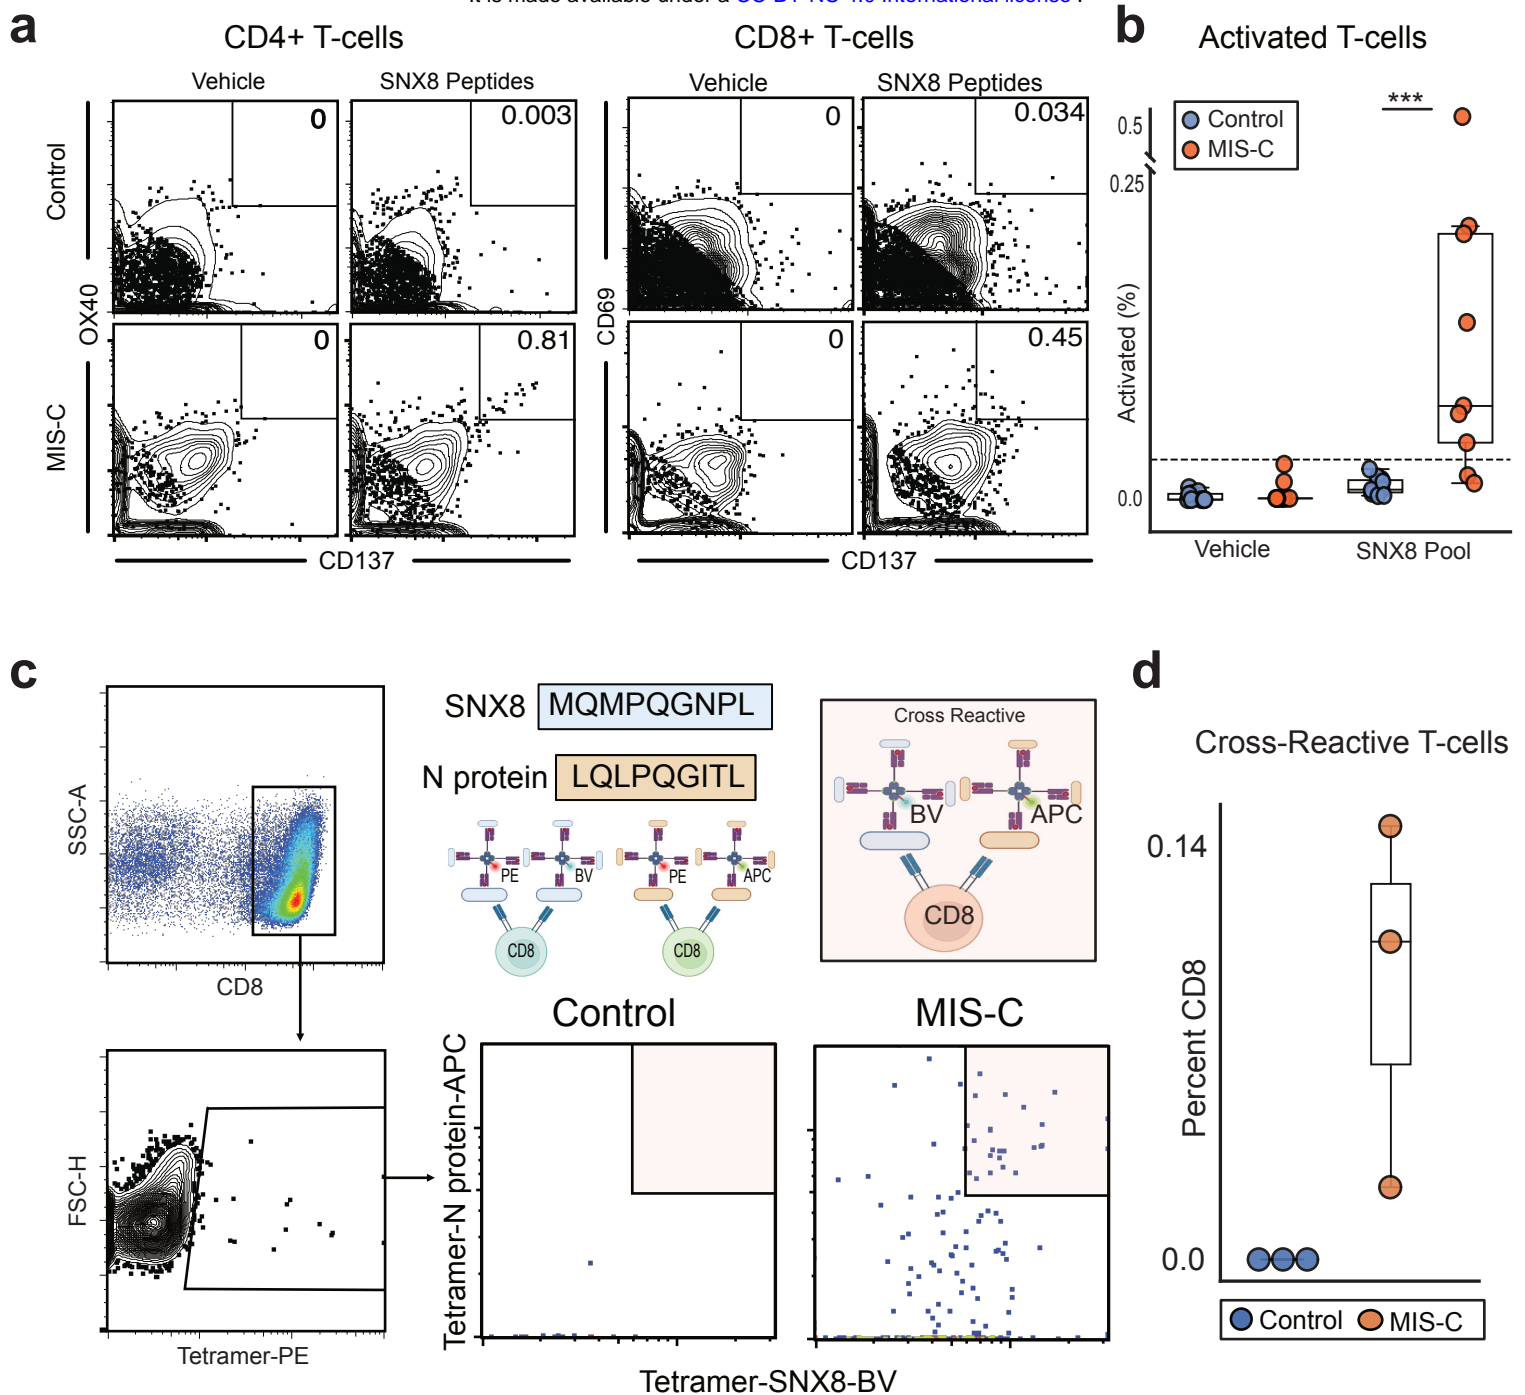 a
CD4+ T-cells
CD8+ T-cells
Vehicle
SNX8 Peptides
Vehicle
SNX8 Peptides
Control
MIS-C
OX40
CD69
0
0.003
0
0.034
0
0.81
0
0.45
CD137
CD137
b
Activated T-cells
Control
MIS-C
***
0.5
0.25
0.0
Activated (%)
Vehicle
SNX8 Pool
c
SSC-A
CD8
FSC-H
Tetramer-PE
SNX8
MQMPQGNPL
N protein
LQLPQGITL
PE
BV
PE
APC
CD8
CD8
Cross Reactive
BV
APC
CD8
Control
MIS-C
Tetramer-N protein-APC
Tetramer-SNX8-BV
d
Cross-Reactive T-cells
0.14
0.0
Percent CD8
Control
MIS-C